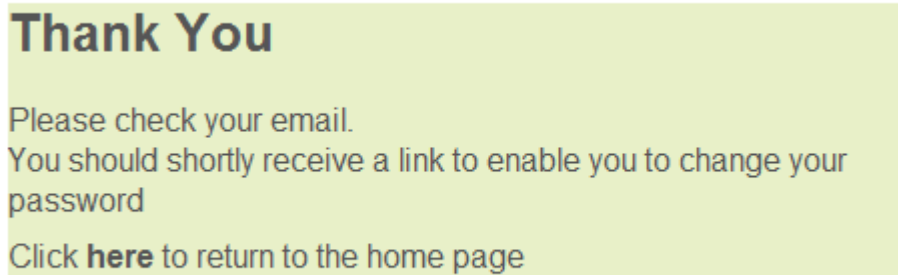 Thank You
Please check your email.
You should shortly receive a link to enable you to change your
password
Click here to return to the home page